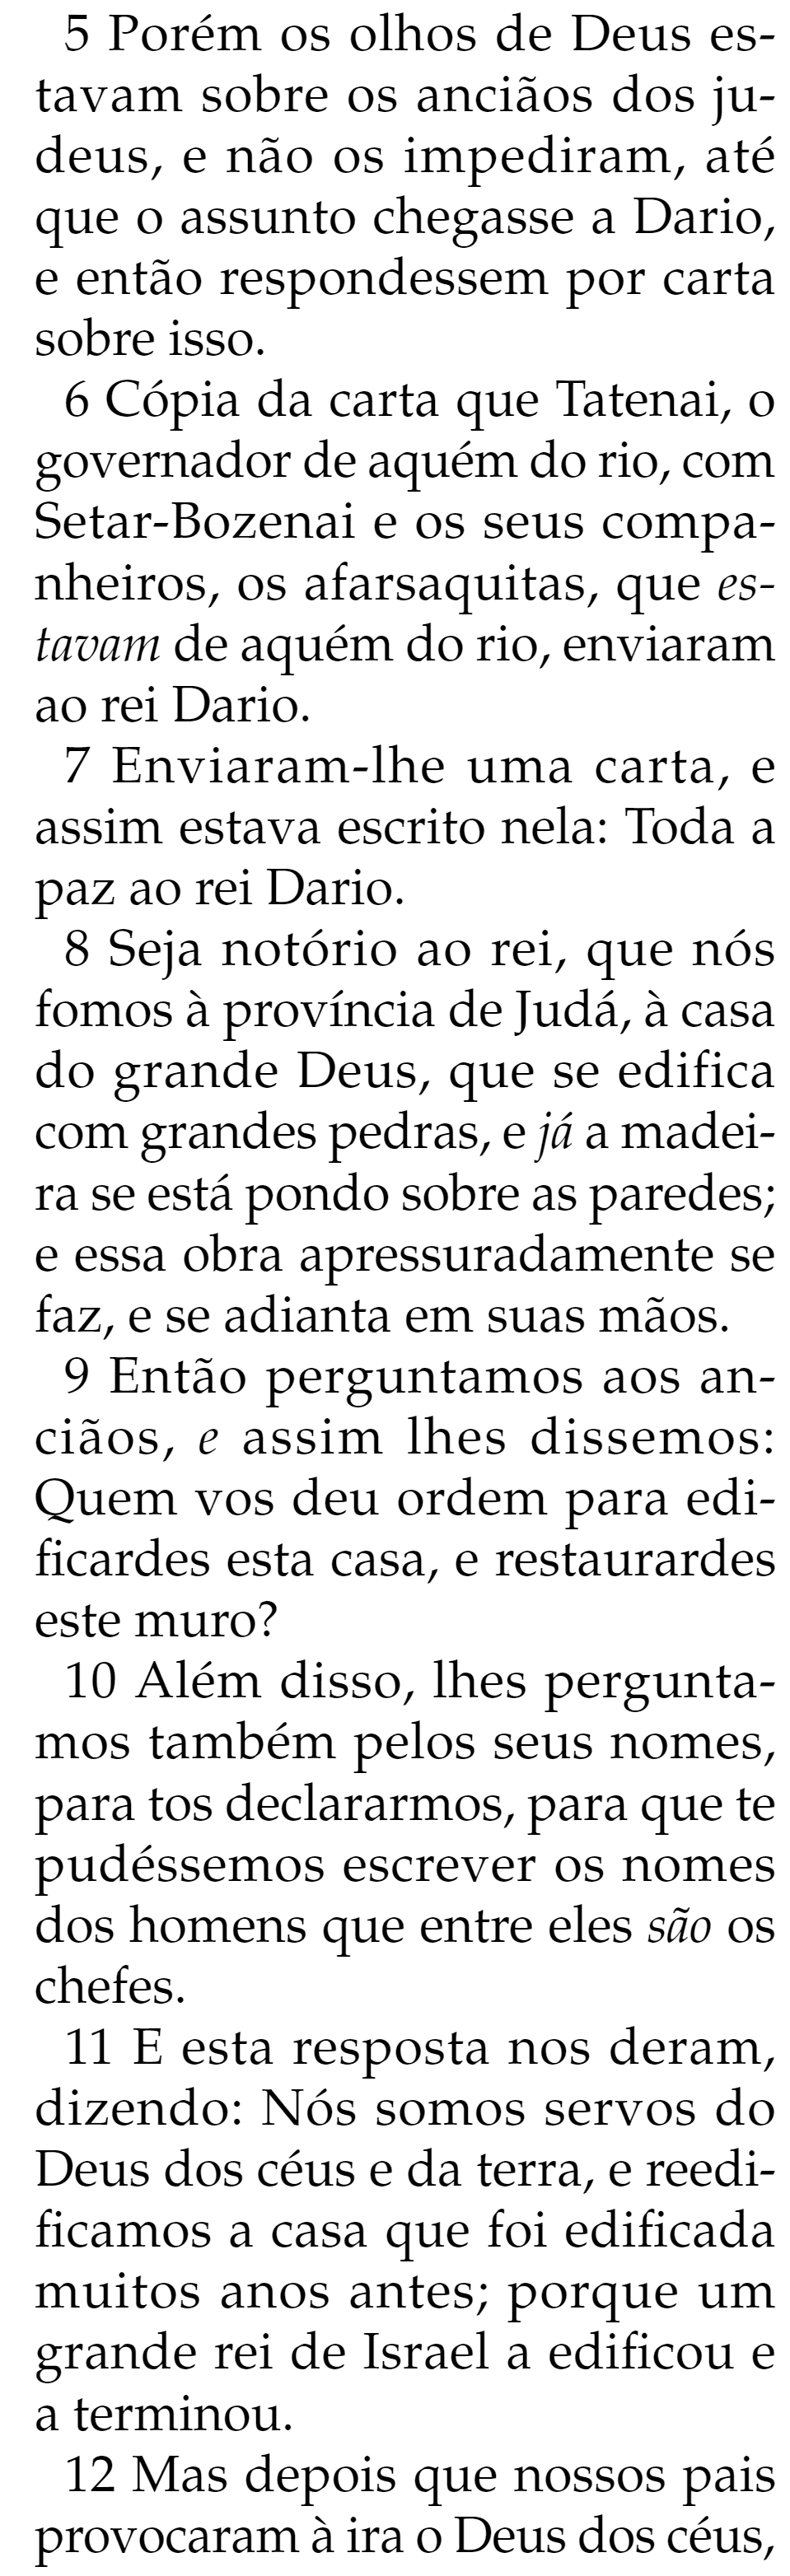 5 Porém os olhos de Deus es-
tavam sobre os anciãos dos ju-
deus, e não os impediram, até
que o assunto chegasse a Dario,
e então respondessem por carta
sobre isso.
6 Cópia da carta que Tatenai, o
governador de aquém do rio, com
Setar-Bozenai e os seus compa-
nheiros, os afarsaquitas, que es-
tavam de aquém do rio, enviaram
ao rei Dario.
7 Enviaram-lhe uma carta, e
assim estava escrito nela: Toda a
paz ao rei Dario.
8 Seja notório ao rei, que nós
fomos à província de Judá, à casa
do grande Deus, que se edifica
com grandes pedras, e já a madei-
ra se está pondo sobre as paredes;
e essa obra apressuradamente se
faz, e se adianta em suas mãos.
9 Então perguntamos aos an-
ciãos, e assim lhes dissemos:
Quem vos deu ordem para edi-
ficardes esta casa, e restaurardes
este muro?
10 Além disso, lhes pergunta-
mos também pelos seus nomes,
para tos declararmos, para que te
pudéssemos escrever os nomes
dos homens que entre eles são os
chefes.
11 E esta resposta nos deram,
dizendo: Nós somos servos do
Deus dos céus e da terra, e reedi-
ficamos a casa que foi edificada
muitos anos antes; porque um
grande rei de Israel a edificou e
a terminou.
12 Mas depois que nossos pais
provocaram à ira o Deus dos céus,